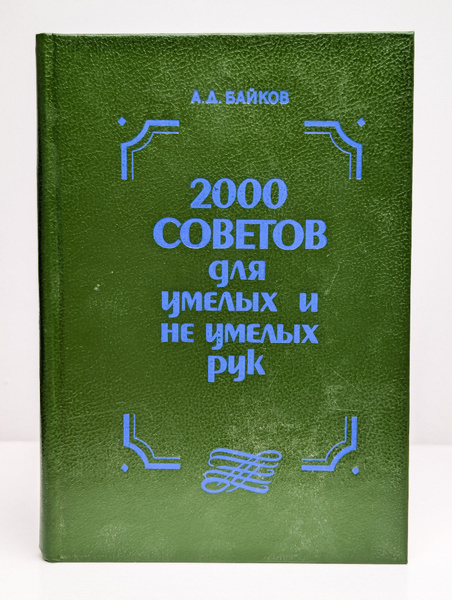 А.Д. БАЙКОВ
2000
СОВЕТОВ
для
умелых и
не умелых
рук